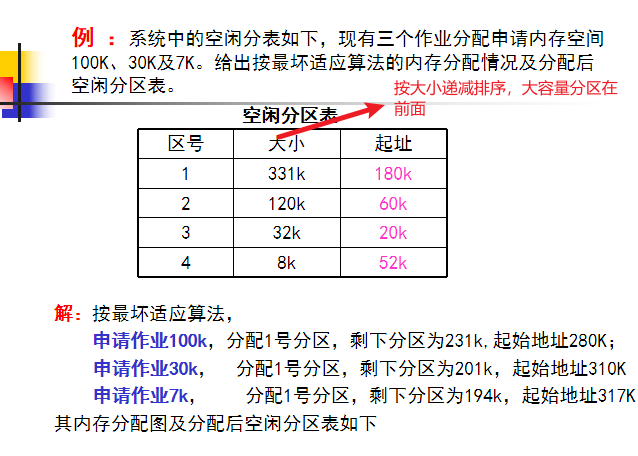 例 ：系统中的空闲分表如下，现有三个作业分配申请内存空间
100K、30K及7K。给出按最坏适应算法的内存分配情况及分配后
空闲分区表。
按大小递减排序，大容量分区在
前面
空闲分区表
区号 大小 起址
1 331k 180k
2 120k 60k
3 32k 20k
4 8k 52k
解：按最坏适应算法，
申请作业100k，分配1号分区，剩下分区为231k,起始地址280K；
申请作业30k， 分配1号分区，剩下分区为201k，起始地址310K
申请作业7k， 分配1号分区，剩下分区为194k，起始地址317K
其内存分配图及分配后空闲分区表如下